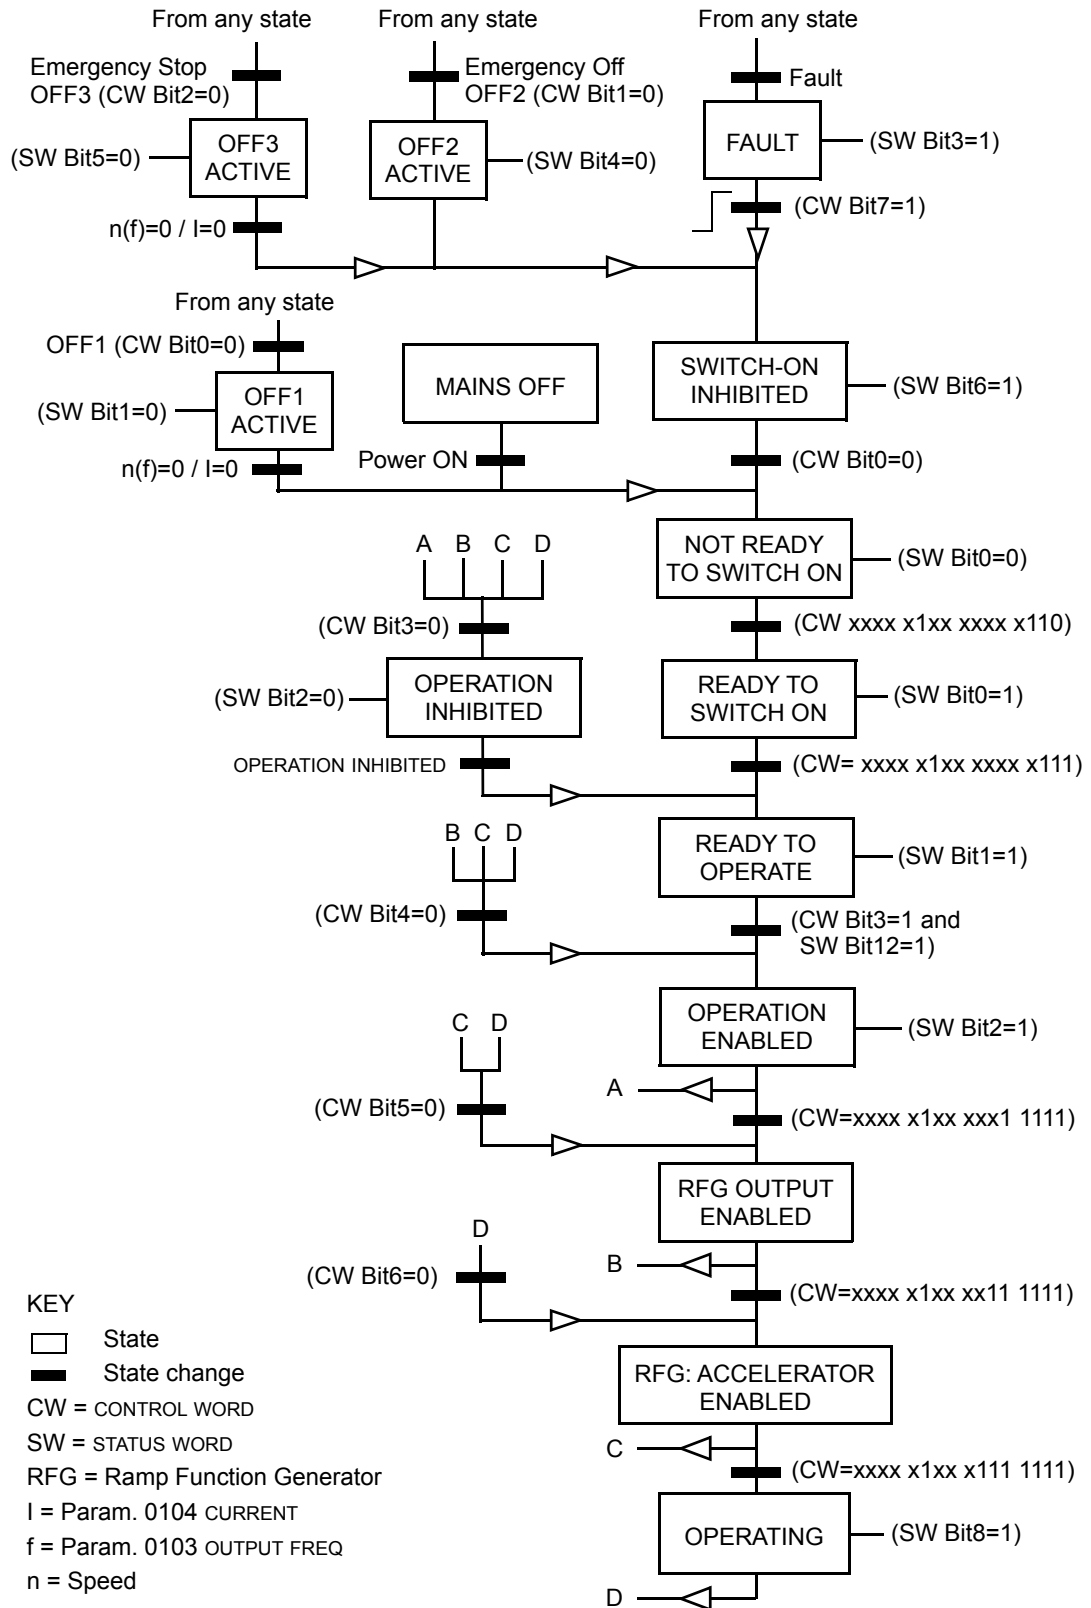 From any state
From any state
From any state
Emergency Stop
OFF3 (CW Bit2=0)
Emergency Off
OFF2 (CW Bit1=0)
Fault
(SW Bit5=0)
OFF3
ACTIVE
OFF2
ACTIVE
(SW Bit4=0)
FAULT
(SW Bit3=1)
n(f)=0 / I=0
(CW Bit7=1)
From any state
OFF1 (CW Bit0=0)
(SW Bit1=0)
OFF1
ACTIVE
MAINS OFF
SWITCH-ON
INHIBITED
(SW Bit6=1)
n(f)=0 / I=0
Power ON
(CW Bit0=0)
A B C D
NOT READY
TO SWITCH ON
(SW Bit0=0)
(CW Bit3=0)
(CW xxxx x1xx xxxx x110)
(SW Bit2=0)
OPERATION
INHIBITED
READY TO
SWITCH ON
(SW Bit0=1)
OPERATION INHIBITED
(CW= xxxx x1xx xxxx x111)
B C D
READY TO
OPERATE
(SW Bit1=1)
(CW Bit4=0)
(CW Bit3=1 and
SW Bit12=1)
C D
OPERATION
ENABLED
(SW Bit2=1)
A
(CW Bit5=0)
(CW=xxxx x1xx xxx1 1111)
RFG OUTPUT
ENABLED
D
B
(CW Bit6=0)
(CW=xxxx x1xx xx11 1111)
RFG: ACCELERATOR
ENABLED
C
(CW=xxxx x1xx x111 1111)
OPERATING
(SW Bit8=1)
D
KEY
State
State change
CW = CONTROL WORD
SW = STATUS WORD
RFG = Ramp Function Generator
I = Param. 0104 CURRENT
f = Param. 0103 OUTPUT FREQ
n = Speed